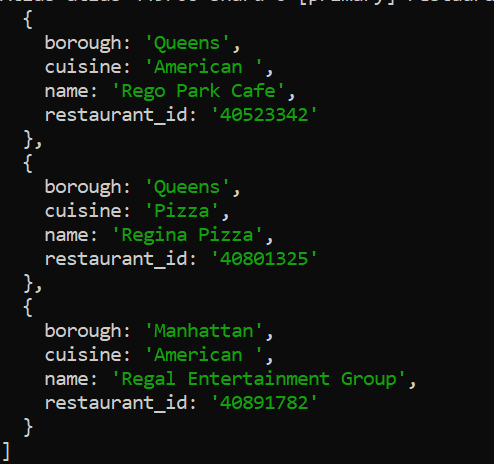 {
borough: 'Queens',
cuisine: 'American ',
name: 'Rego Park Cafe',
restaurant_id: '40523342'
},
{
borough: 'Queens',
cuisine: 'Pizza',
name: 'Regina Pizza',
restaurant_id: '40801325'
},
{
borough: 'Manhattan',
cuisine: 'American ',
name: 'Regal Entertainment Group',
restaurant_id: '40891782'
}
]